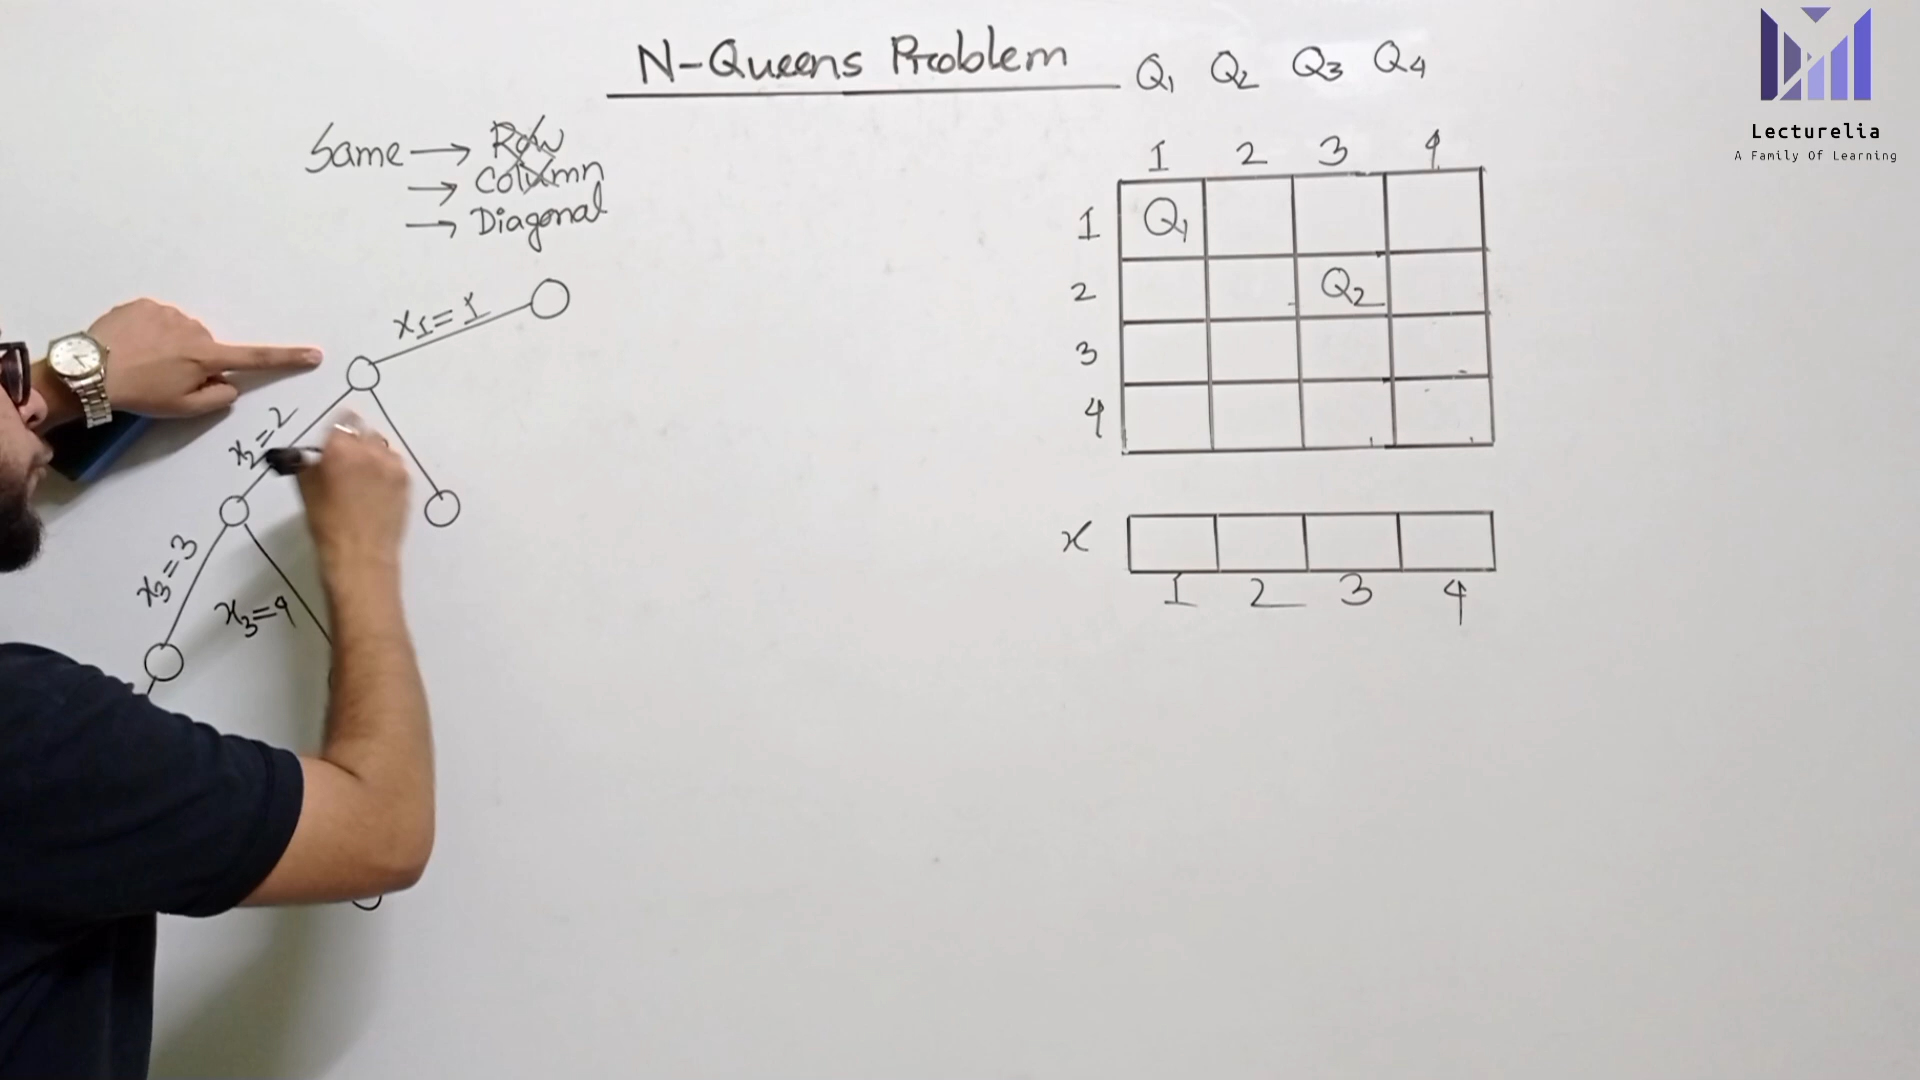 N-Queens Problem Q1 Q2 Q3 Q4
Lecturelia
A Family Of Learning
Same → Row
→ Column
→ Diagonal
1 2 3 4
1 Q1
2 Q2
3
4
x1=1
x2=2
x3=3
x3=4
x
1 2 3 4